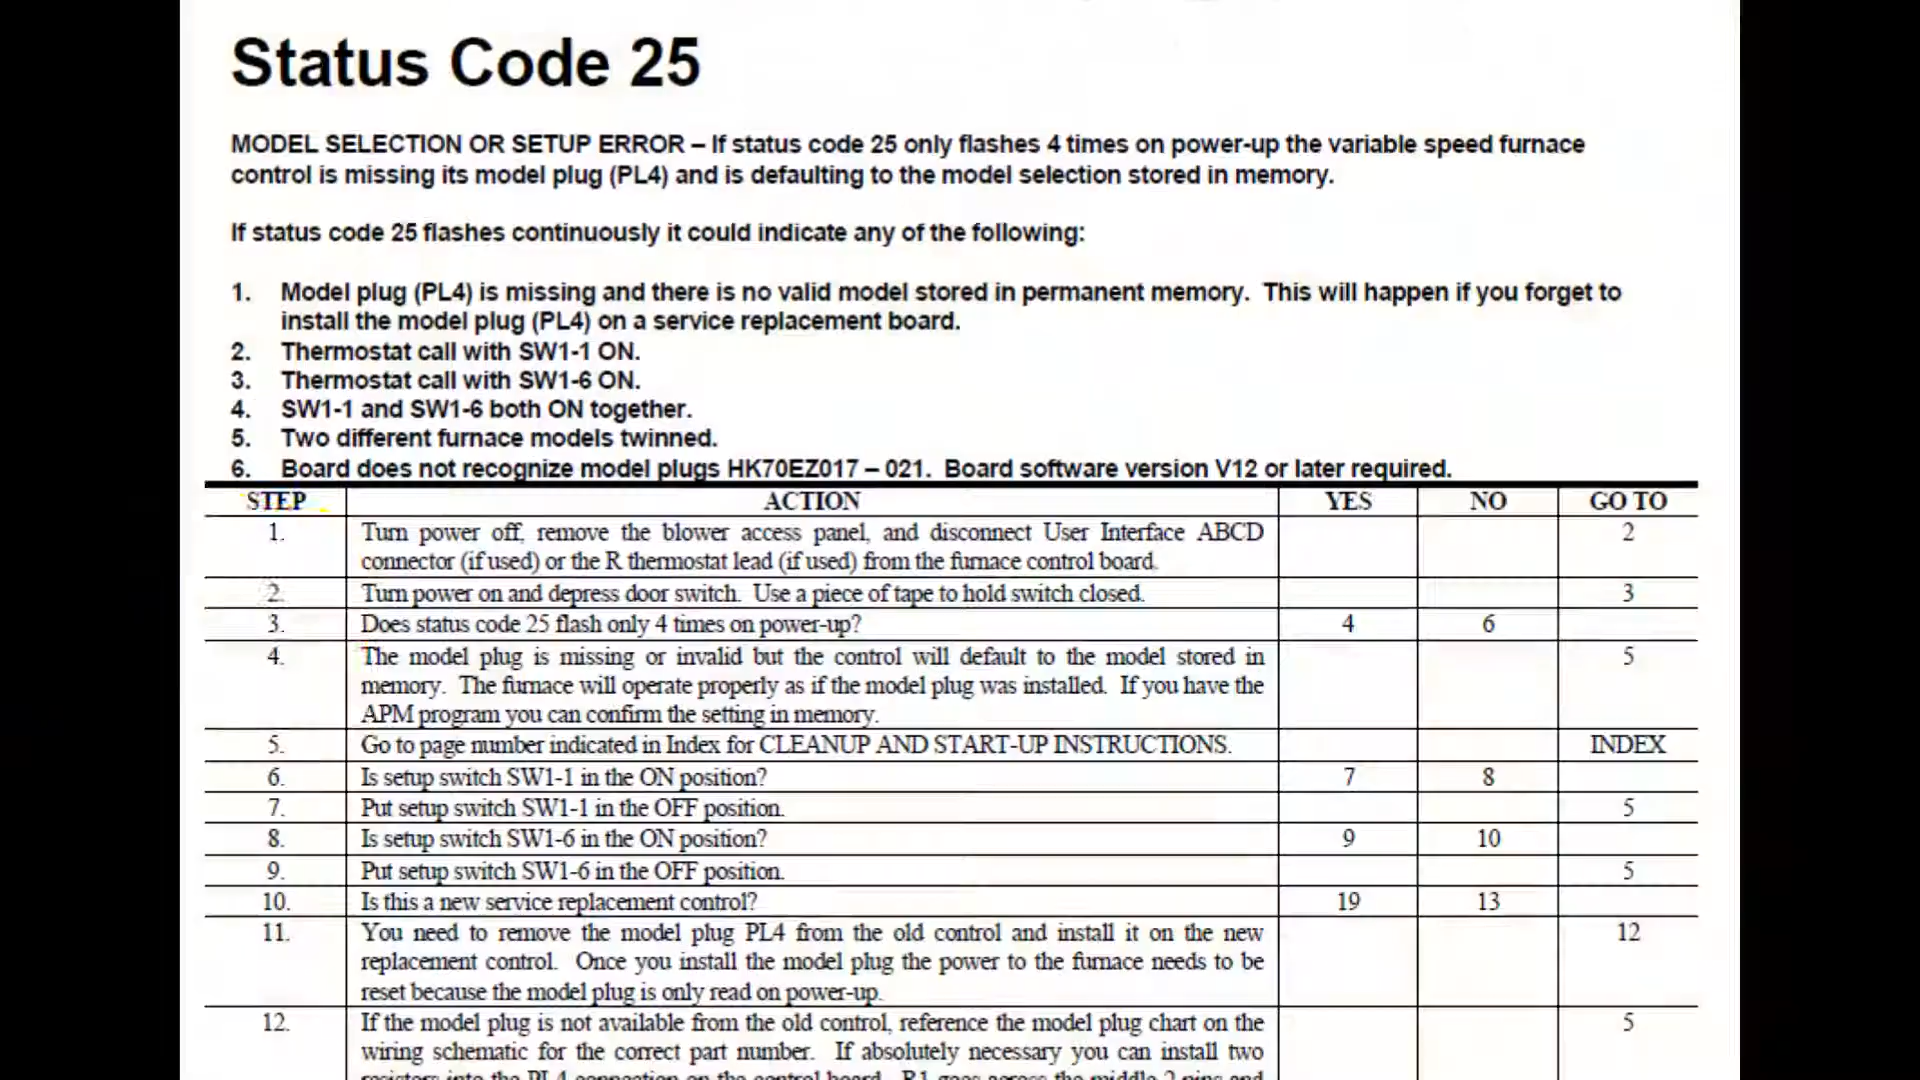 Status Code 25
MODEL SELECTION OR SETUP ERROR – If status code 25 only flashes 4 times on power-up the variable speed furnace
control is missing its model plug (PL4) and is defaulting to the model selection stored in memory.
If status code 25 flashes continuously it could indicate any of the following:
1. Model plug (PL4) is missing and there is no valid model stored in permanent memory. This will happen if you forget to
install the model plug (PL4) on a service replacement board.
2. Thermostat call with SW1-1 ON.
3. Thermostat call with SW1-6 ON.
4. SW1-1 and SW1-6 both ON together.
5. Two different furnace models twinned.
6. Board does not recognize model plugs HK70EZ017 – 021. Board software version V12 or later required.
STEP ACTION YES NO GO TO
1. Turn power off, remove the blower access panel, and disconnect User Interface ABCD 2
connector (if used) or the R thermostat lead (if used) from the furnace control board.
2. Turn power on and depress door switch. Use a piece of tape to hold switch closed. 3
3. Does status code 25 flash only 4 times on power-up? 4 6
4. The model plug is missing or invalid but the control will default to the model stored in 5
memory. The furnace will operate properly as if the model plug was installed. If you have the
APM program you can confirm the setting in memory.
5. Go to page number indicated in Index for CLEANUP AND START-UP INSTRUCTIONS. INDEX
6. Is setup switch SW1-1 in the ON position? 7 8
7. Put setup switch SW1-1 in the OFF position. 5
8. Is setup switch SW1-6 in the ON position? 9 10
9. Put setup switch SW1-6 in the OFF position. 5
10. Is this a new service replacement control? 19 13
11. You need to remove the model plug PL4 from the old control and install it on the new 12
replacement control. Once you install the model plug the power to the furnace needs to be
reset because the model plug is only read on power-up.
12. If the model plug is not available from the old control, reference the model plug chart on the 5
wiring schematic for the correct part number. If absolutely necessary you can install two
resistors into the PL4 connection on the control board. R1 goes across the middle 2 pins and